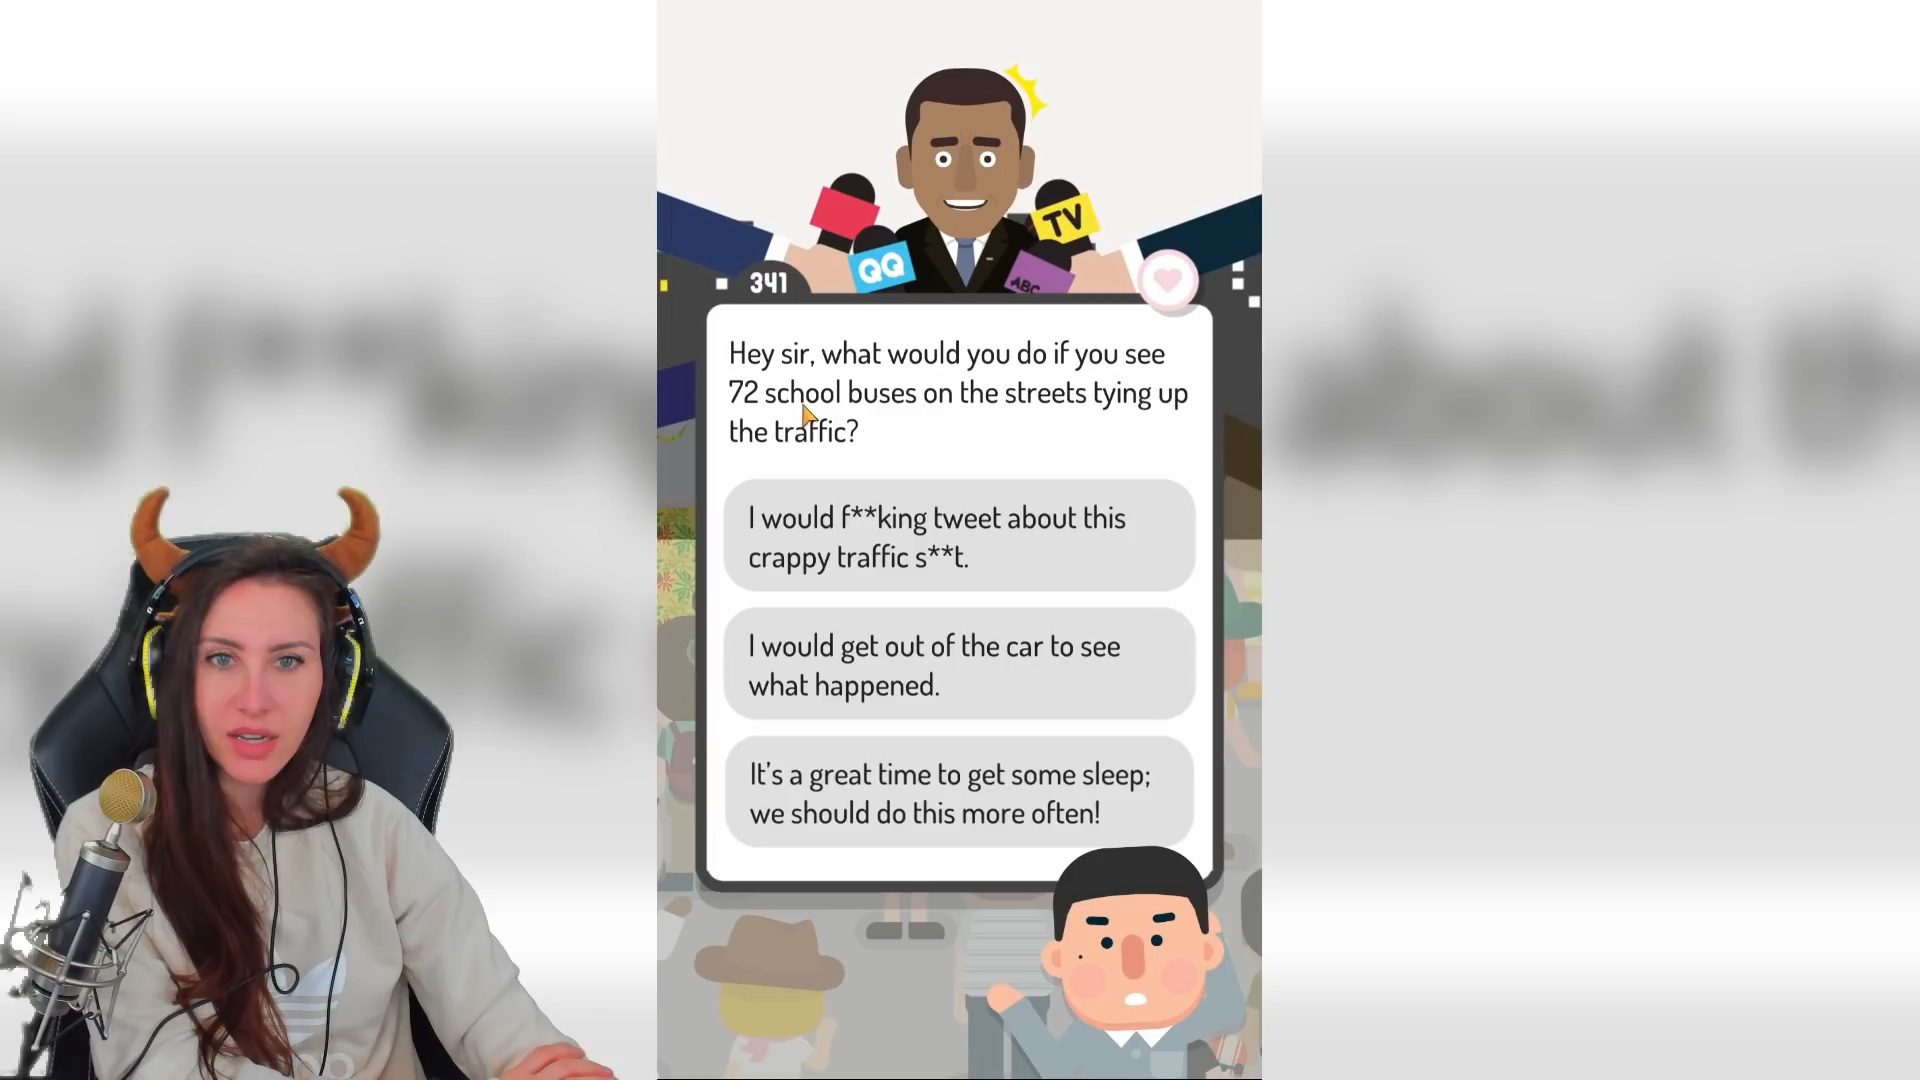 TV
QQ
ABC
341
Hey sir, what would you do if you see
72 school buses on the streets tying up
the traffic?
I would f**king tweet about this
crappy traffic s**t.
I would get out of the car to see
what happened.
It's a great time to get some sleep;
we should do this more often!